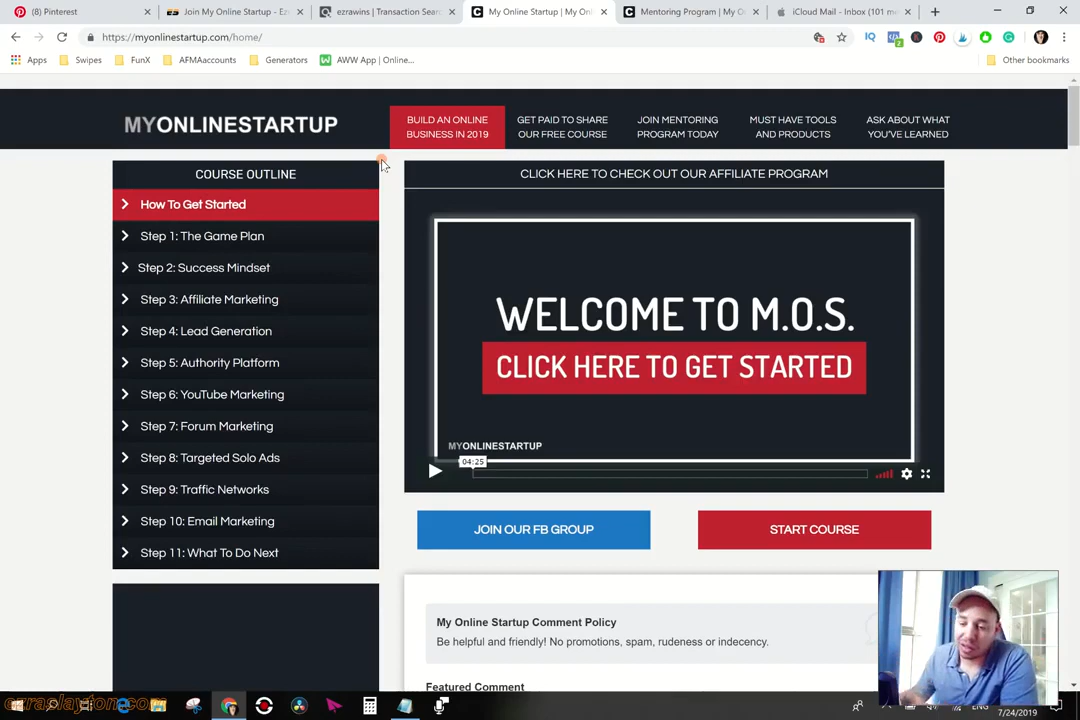 (8) Pinterest
Join My Online Startup - Ez
ezrawins | Transaction Sear
My Online Startup | My On
Mentoring Program | My O
iCloud Mail - Inbox (101 m
https://myonlinestartup.com/home/
Apps
Swipes
FunX
AFMAaccounts
Generators
AWW App | Online...
Other bookmarks
MYONLINESTARTUP
BUILD AN ONLINE
BUSINESS IN 2019
GET PAID TO SHARE
OUR FREE COURSE
JOIN MENTORING
PROGRAM TODAY
MUST HAVE TOOLS
AND PRODUCTS
ASK ABOUT WHAT
YOU'VE LEARNED
COURSE OUTLINE
How To Get Started
Step 1: The Game Plan
Step 2: Success Mindset
Step 3: Affiliate Marketing
Step 4: Lead Generation
Step 5: Authority Platform
Step 6: YouTube Marketing
Step 7: Forum Marketing
Step 8: Targeted Solo Ads
Step 9: Traffic Networks
Step 10: Email Marketing
Step 11: What To Do Next
CLICK HERE TO CHECK OUT OUR AFFILIATE PROGRAM
WELCOME TO M.O.S.
CLICK HERE TO GET STARTED
MYONLINESTARTUP
04:25
JOIN OUR FB GROUP
START COURSE
My Online Startup Comment Policy
Be helpful and friendly! No promotions, spam, rudeness or indecency.
Featured Comment
ezraslayton.com
ENG
7/24/2019